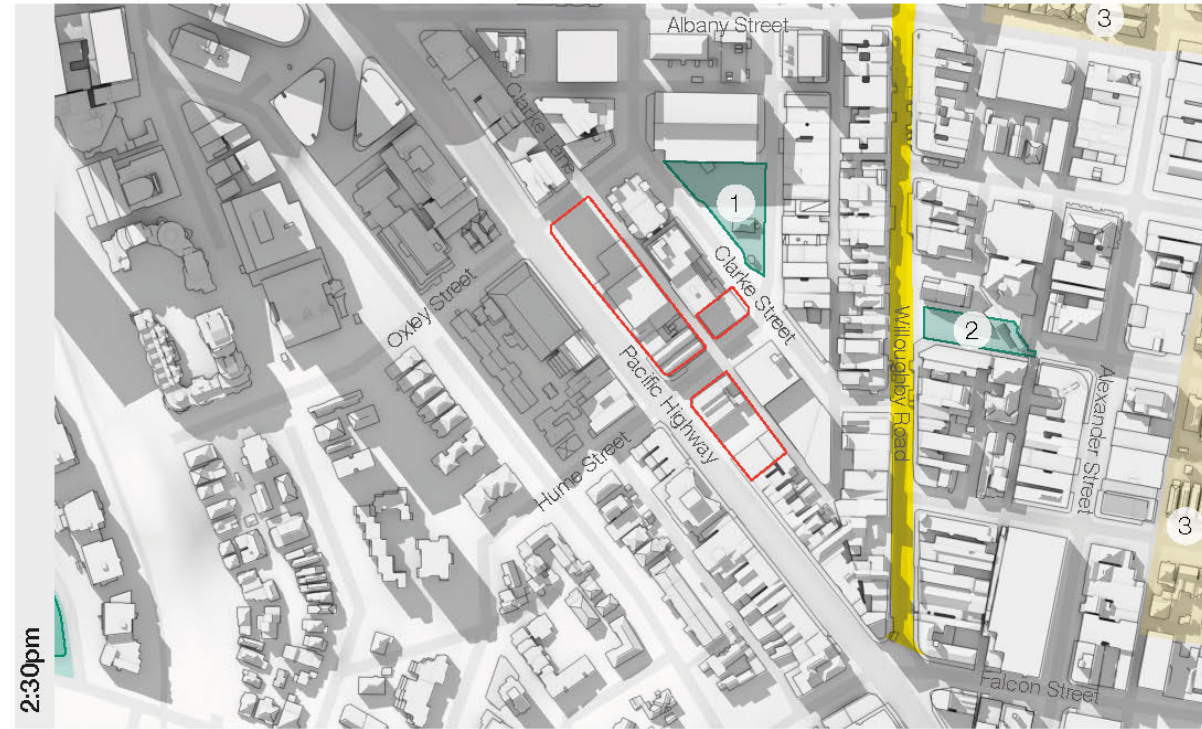 Albany Street
3
Clarke Lane
1
Clarke Street
Oxley Street
Willoughby Road
2
Pacific Highway
Alexander Street
Hume Street
3
2:30pm
Falcon Street